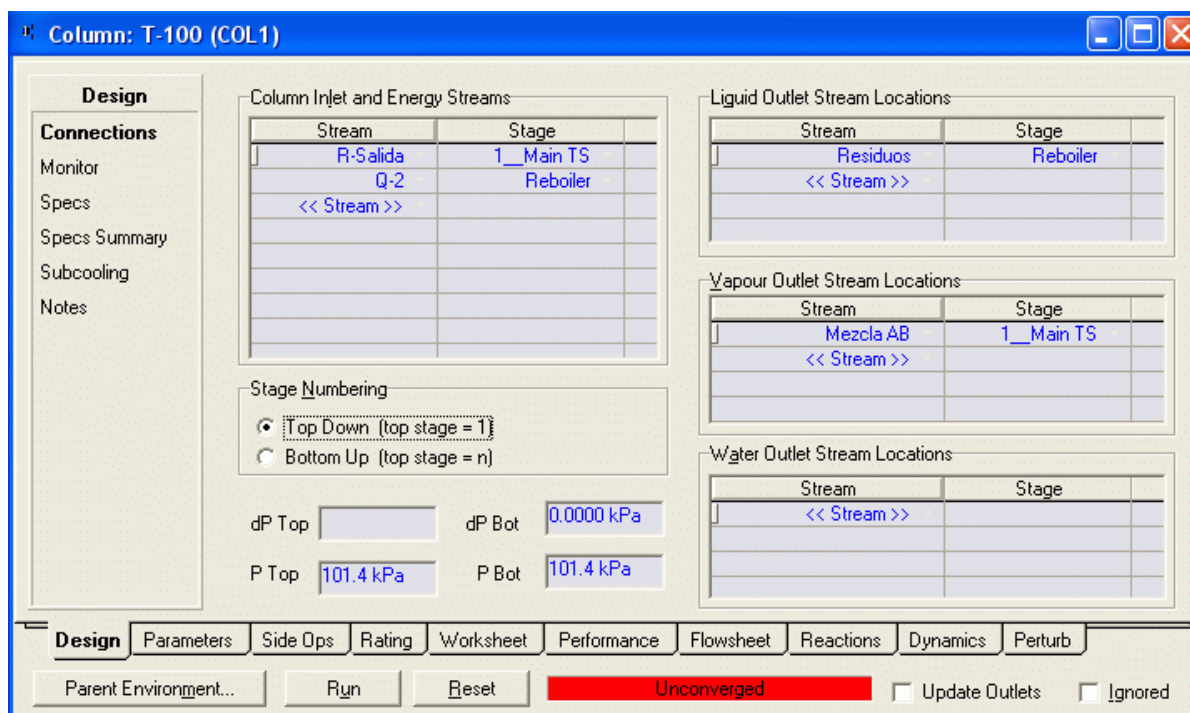 Column: T-100 (COL1)
Design
Connections
Monitor
Specs
Specs Summary
Subcooling
Notes
Column Inlet and Energy Streams
Stream Stage
R-Salida 1__Main TS
Q-2 Reboiler
<< Stream >>
Stage Numbering
Top Down (top stage = 1)
Bottom Up (top stage = n)
dP Top dP Bot 0.0000 kPa
P Top 101.4 kPa P Bot 101.4 kPa
Liquid Outlet Stream Locations
Stream Stage
Residuos Reboiler
<< Stream >>
Vapour Outlet Stream Locations
Stream Stage
Mezcla AB 1__Main TS
<< Stream >>
Water Outlet Stream Locations
Stream Stage
<< Stream >>
Design Parameters Side Ops Rating Worksheet Performance Flowsheet Reactions Dynamics Perturb
Parent Environment... Run Reset Unconverged Update Outlets Ignored